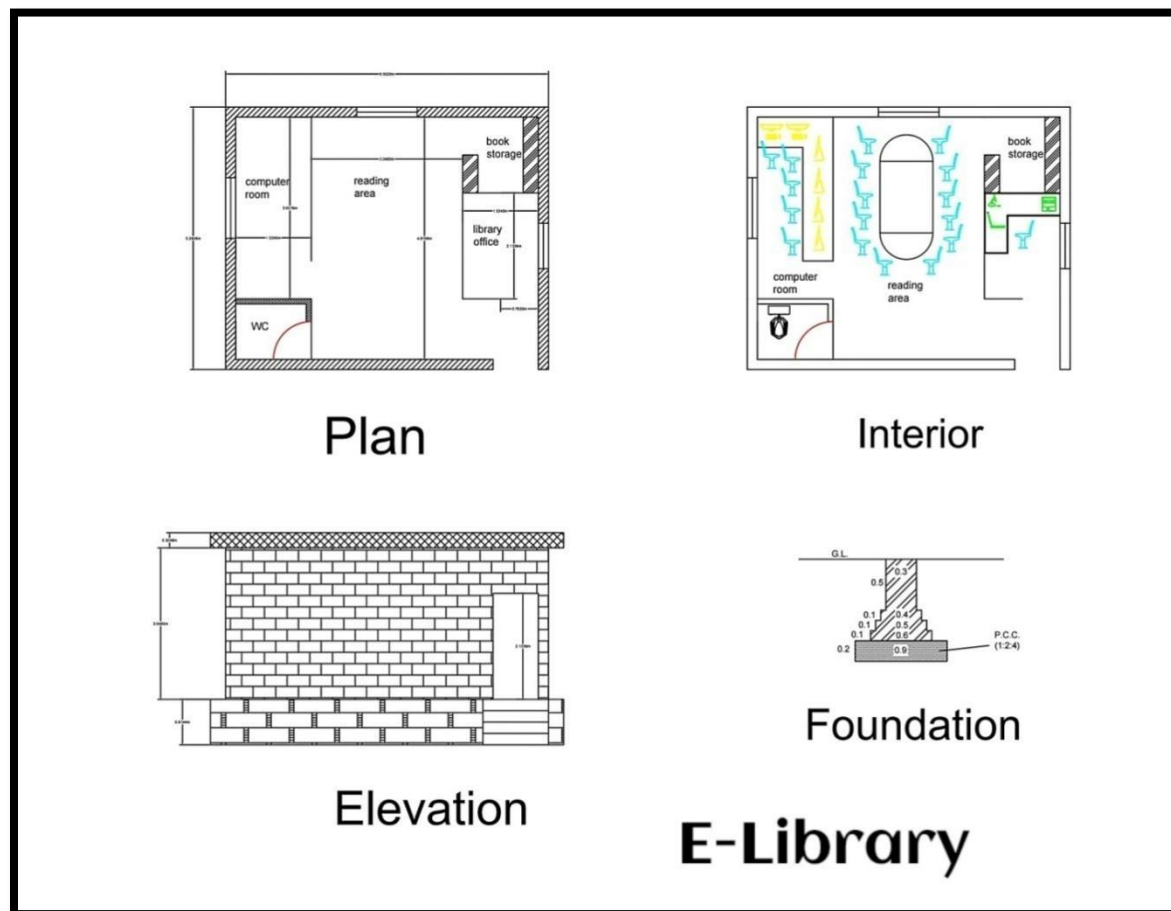 computer
room
reading
area
book
storage
library
office
WC
Plan
book
storage
computer
room
reading
area
Interior
Elevation
G.L.
0.3
0.5
0.1
0.4
0.1
0.5
0.1
0.6
0.2
0.9
P.C.C.
(1:2:4)
Foundation
E-Library